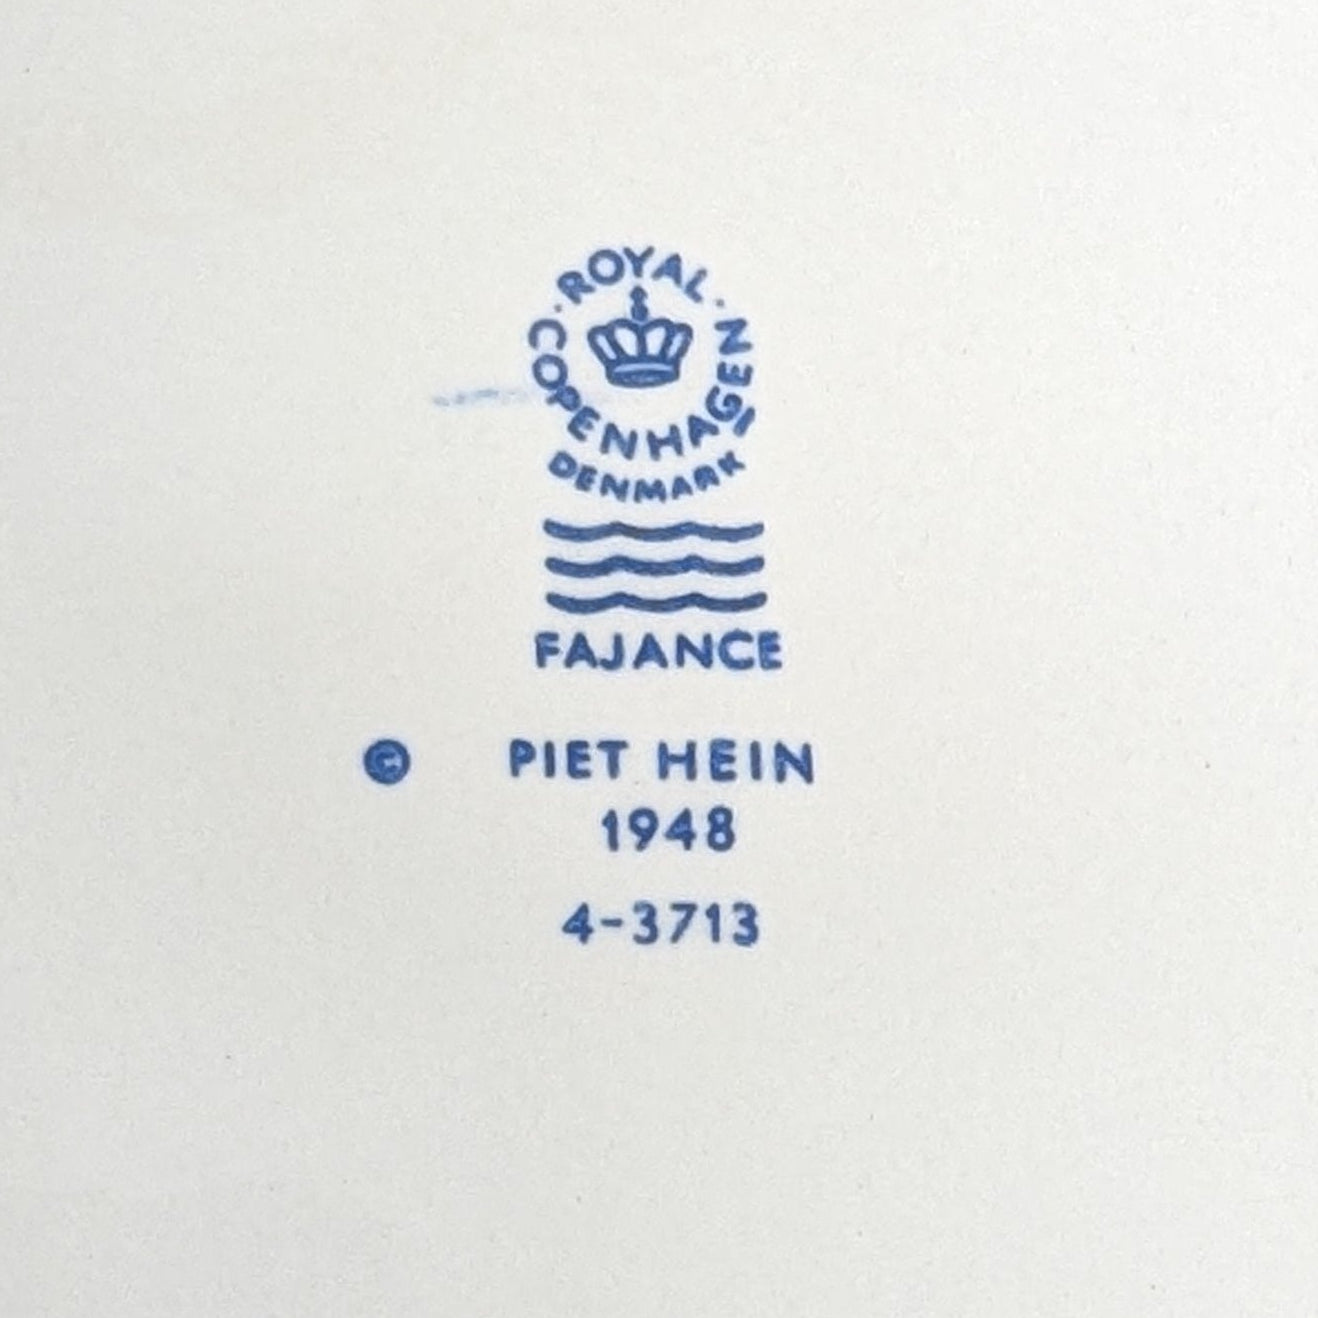 · ROYAL ·
COPENHAGEN
DENMARK
FAJANCE
© PIET HEIN
1948
4-3713